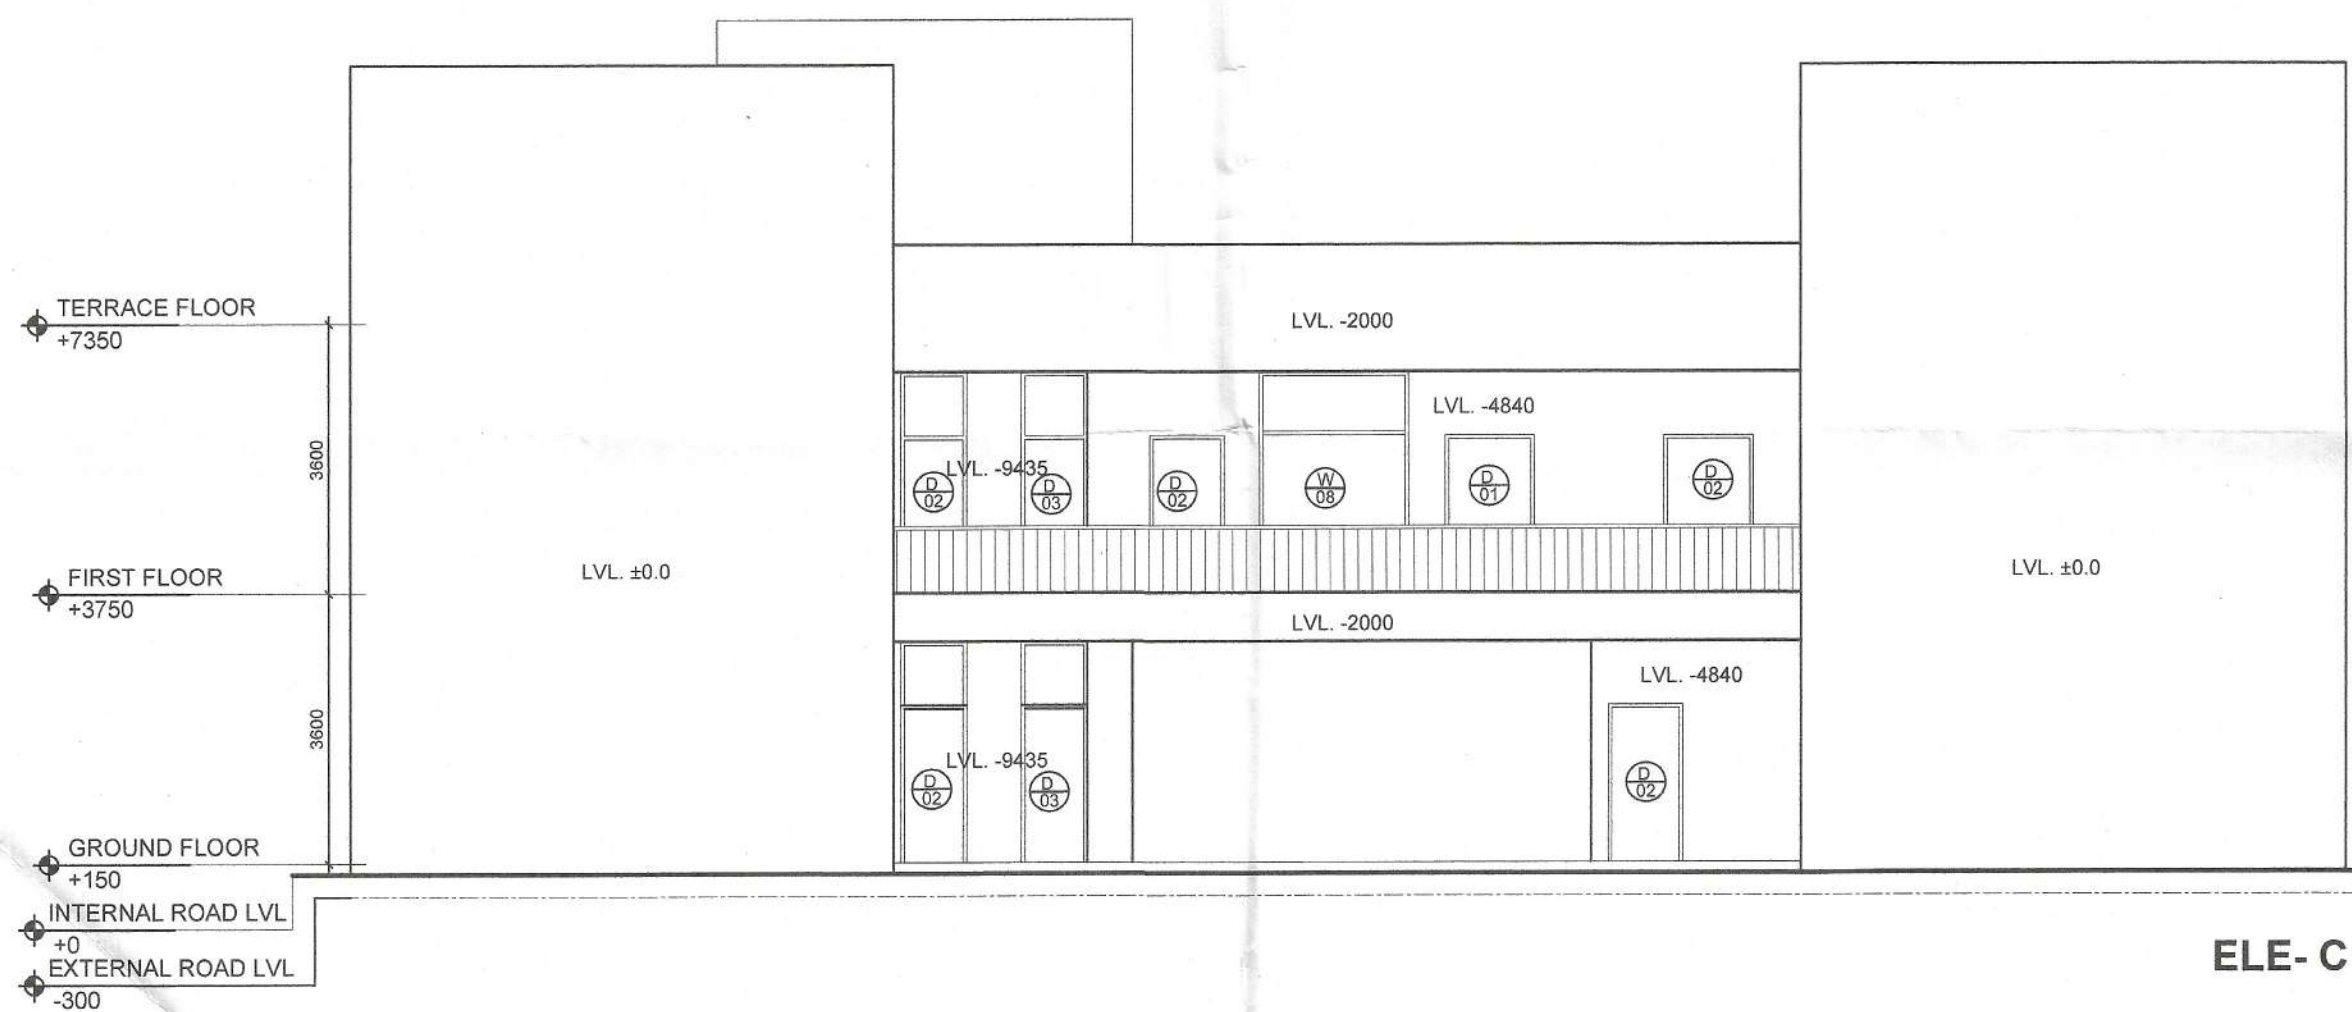 TERRACE FLOOR
+7350
LVL. -2000
LVL. -4840
3600
LVL. -9435
D
02
D
03
D
02
W
08
D
01
D
02
FIRST FLOOR
+3750
LVL. ±0.0
LVL. ±0.0
LVL. -2000
LVL. -4840
3600
LVL. -9435
D
02
D
03
D
02
GROUND FLOOR
+150
INTERNAL ROAD LVL
+0
EXTERNAL ROAD LVL
-300
ELE- C